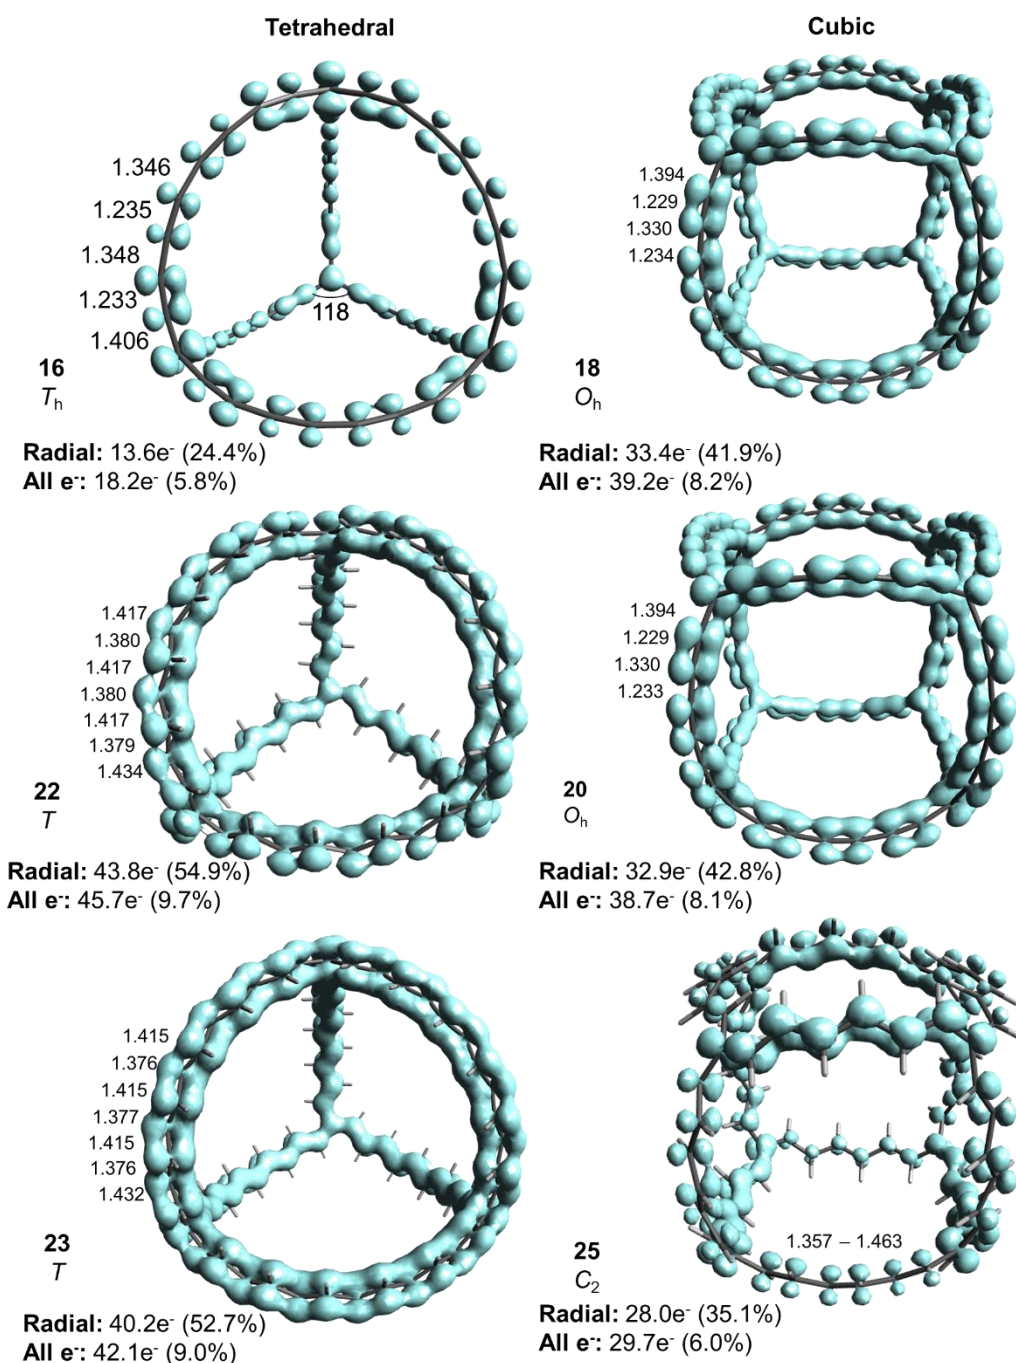 Tetrahedral
Cubic
1.346
1.235
1.348
1.233
1.406
118
16
Th
Radial: 13.6e- (24.4%)
All e-: 18.2e- (5.8%)
1.394
1.229
1.330
1.234
18
Oh
Radial: 33.4e- (41.9%)
All e-: 39.2e- (8.2%)
1.417
1.380
1.417
1.380
1.417
1.379
1.434
22
T
Radial: 43.8e- (54.9%)
All e-: 45.7e- (9.7%)
1.394
1.229
1.330
1.233
20
Oh
Radial: 32.9e- (42.8%)
All e-: 38.7e- (8.1%)
1.415
1.376
1.415
1.377
1.415
1.376
1.432
23
T
Radial: 40.2e- (52.7%)
All e-: 42.1e- (9.0%)
1.357 – 1.463
25
C2
Radial: 28.0e- (35.1%)
All e-: 29.7e- (6.0%)